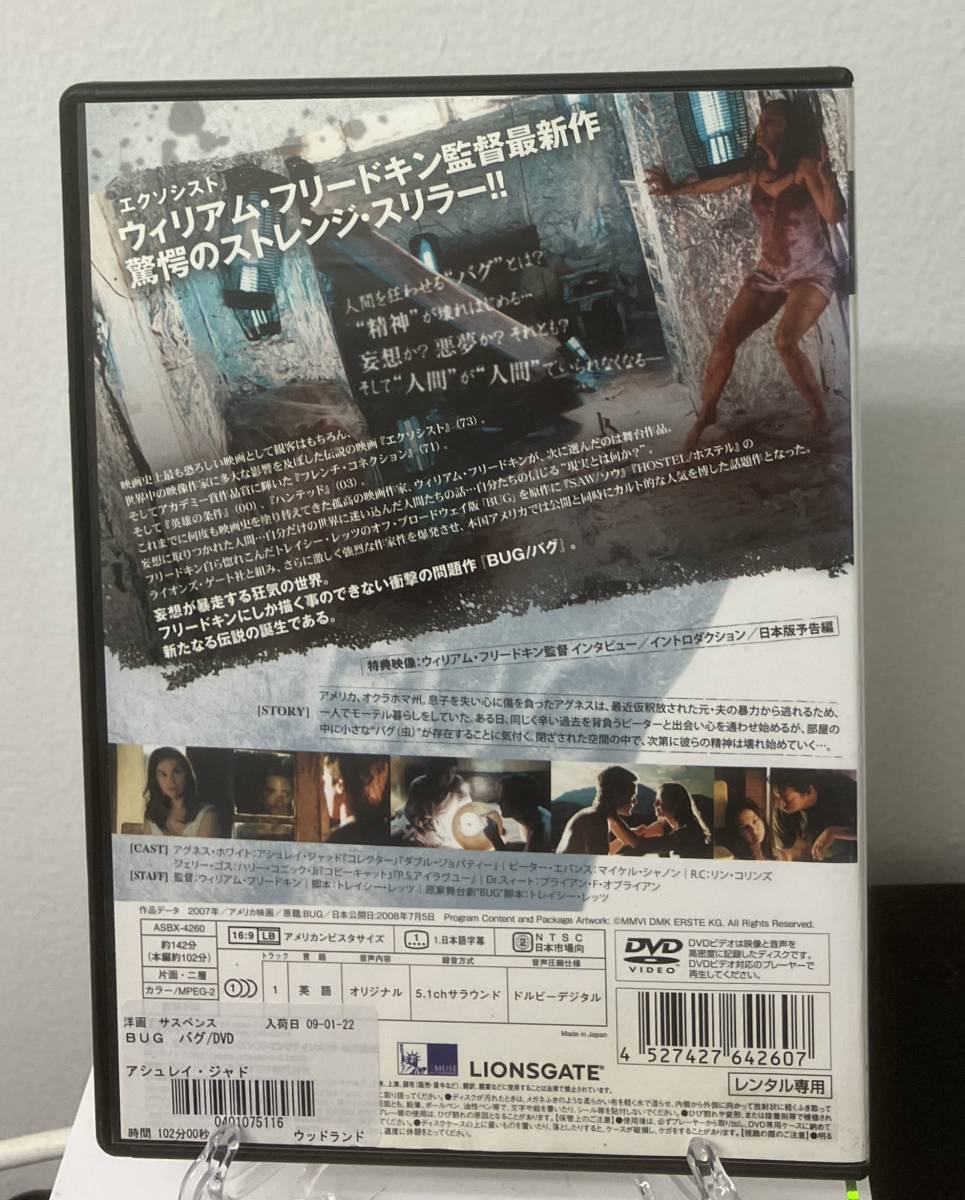 エクソシスト
ウィリアム・フリードキン監督最新作
驚愕のストレンジ・スリラー!!
人間を狂わせる“バグ”とは?
“精神”が壊れはじめる…
妄想か? 悪夢か? それとも?
そして“人間”が“人間”でいられなくなる―
映画史上最も恐ろしい映画として観客はもちろん、
世界中の映像作家に多大な影響を及ぼした伝説の映画『エクソシスト』(73)。
そしてアカデミー賞作品賞に輝いた『フレンチ・コネクション』(71)。
そして『英雄の条件』(00)、『ハンテッド』(03)。
これまでに何度も映画史を塗り替えてきた孤高の映画作家、ウィリアム・フリードキンが、次に選んだのは舞台作品。
妄想に取りつかれた人間…自分だけの世界に迷い込んだ人間たちの話…自分たちの信じる“現実とは何か?”。
フリードキン自ら惚れこんだトレイシー・レッツのオフ・ブロードウェイ版「BUG」を原作に『SAW/ソウ』『HOSTEL/ホステル』の
ライオンズ・ゲート社と組み、さらに激しく強烈な作家性を爆発させ、本国アメリカでは公開と同時にカルト的な人気を博した話題作となった。
妄想が暴走する狂気の世界。
フリードキンにしか描く事のできない衝撃の問題作『BUG/バグ』。
新たなる伝説の誕生である。
特典映像:ウィリアム・フリードキン監督 インタビュー/イントロダクション/日本版予告編
[STORY]
アメリカ、オクラホマ州。息子を失い心に傷を負ったアグネスは、最近仮釈放された元・夫の暴力から逃れるため、
一人でモーテル暮らしをしていた。ある日、同じく辛い過去を背負うピーターと出会い心を通わせ始めるが、部屋の
中に小さな“バグ(虫)”が存在することに気付く。閉ざされた空間の中で、次第に彼らの精神は壊れ始めていく…。
[CAST] アグネス・ホワイト:アシュレイ・ジャッド『コレクター』『ダブル・ジョパティー』 | ピーター・エバンス:マイケル・シャノン | R.C:リン・コリンズ
ジェリー・ゴス:ハリー・コニック・Jr『コピーキャット』『P.S.アイラヴユー』 | Dr.スィート:ブライアン・F・オブライアン
[STAFF] 監督:ウィリアム・フリードキン | 脚本:トレイシー・レッツ | 原案舞台劇"BUG"脚本:トレイシー・レッツ
作品データ 2007年/アメリカ映画/原題:BUG/日本公開日:2008年7月5日 Program Content and Package Artwork: ©MMVI DMK ERSTE KG. All Rights Reserved.
ASBX-4260
約142分
(本編約102分)
片面・二層
カラー/MPEG-2
16:9 LB アメリカンビスタサイズ
1 1.日本語字幕
2 NTSC
日本市場向
トラック 言語 音声内容 録音方式 音声圧縮仕様
1 1 英語 オリジナル 5.1chサラウンド ドルビーデジタル
DVD
VIDEO
DVDビデオは映像と音声を
高密度に記録したディスクです。
DVDビデオ対応のプレーヤーで
再生してください。
Made in Japan
4 527427 642607
レンタル専用
MUSE
LIONSGATE
洋画 サスペンス 入荷日 09-01-22
BUG バグ/DVD
アシュレイ・ジャド
0401075116
時間 102分00秒 ウッドランド